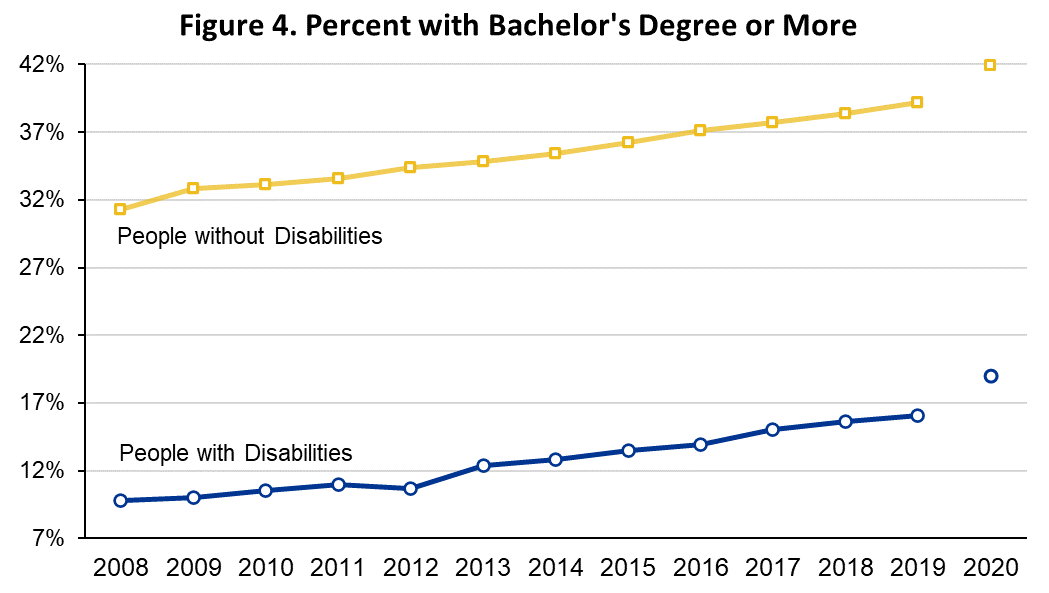 Figure 4. Percent with Bachelor's Degree or More
42%
37%
32%
People without Disabilities
27%
22%
17%
People with Disabilities
12%
7%
2008 2009 2010 2011 2012 2013 2014 2015 2016 2017 2018 2019 2020